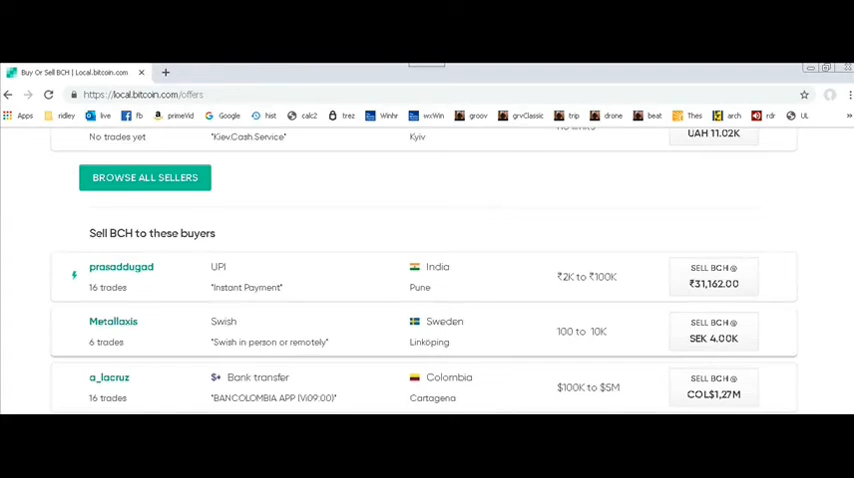 Buy Or Sell BCH | Local.bitcoin.com
https://local.bitcoin.com/offers
Apps ridley live fb primeVid Google hist calc2 trez Winhr wxWin groov grvClassic trip drone beat Thes arch rdr UL
No trades yet "Kiev.Cash.Service" Kyiv UAH 11.02K
BROWSE ALL SELLERS
Sell BCH to these buyers
prasaddugad UPI India ₹2K to ₹100K SELL BCH @
16 trades "Instant Payment" Pune ₹31,162.00
Metallaxis Swish Sweden 100 to 10K SELL BCH @
6 trades "Swish in person or remotely" Linköping SEK 4.00K
a_lacruz Bank transfer Colombia $100K to $5M SELL BCH @
16 trades "BANCOLOMBIA APP (Vi09:00)" Cartagena COL$1,27M